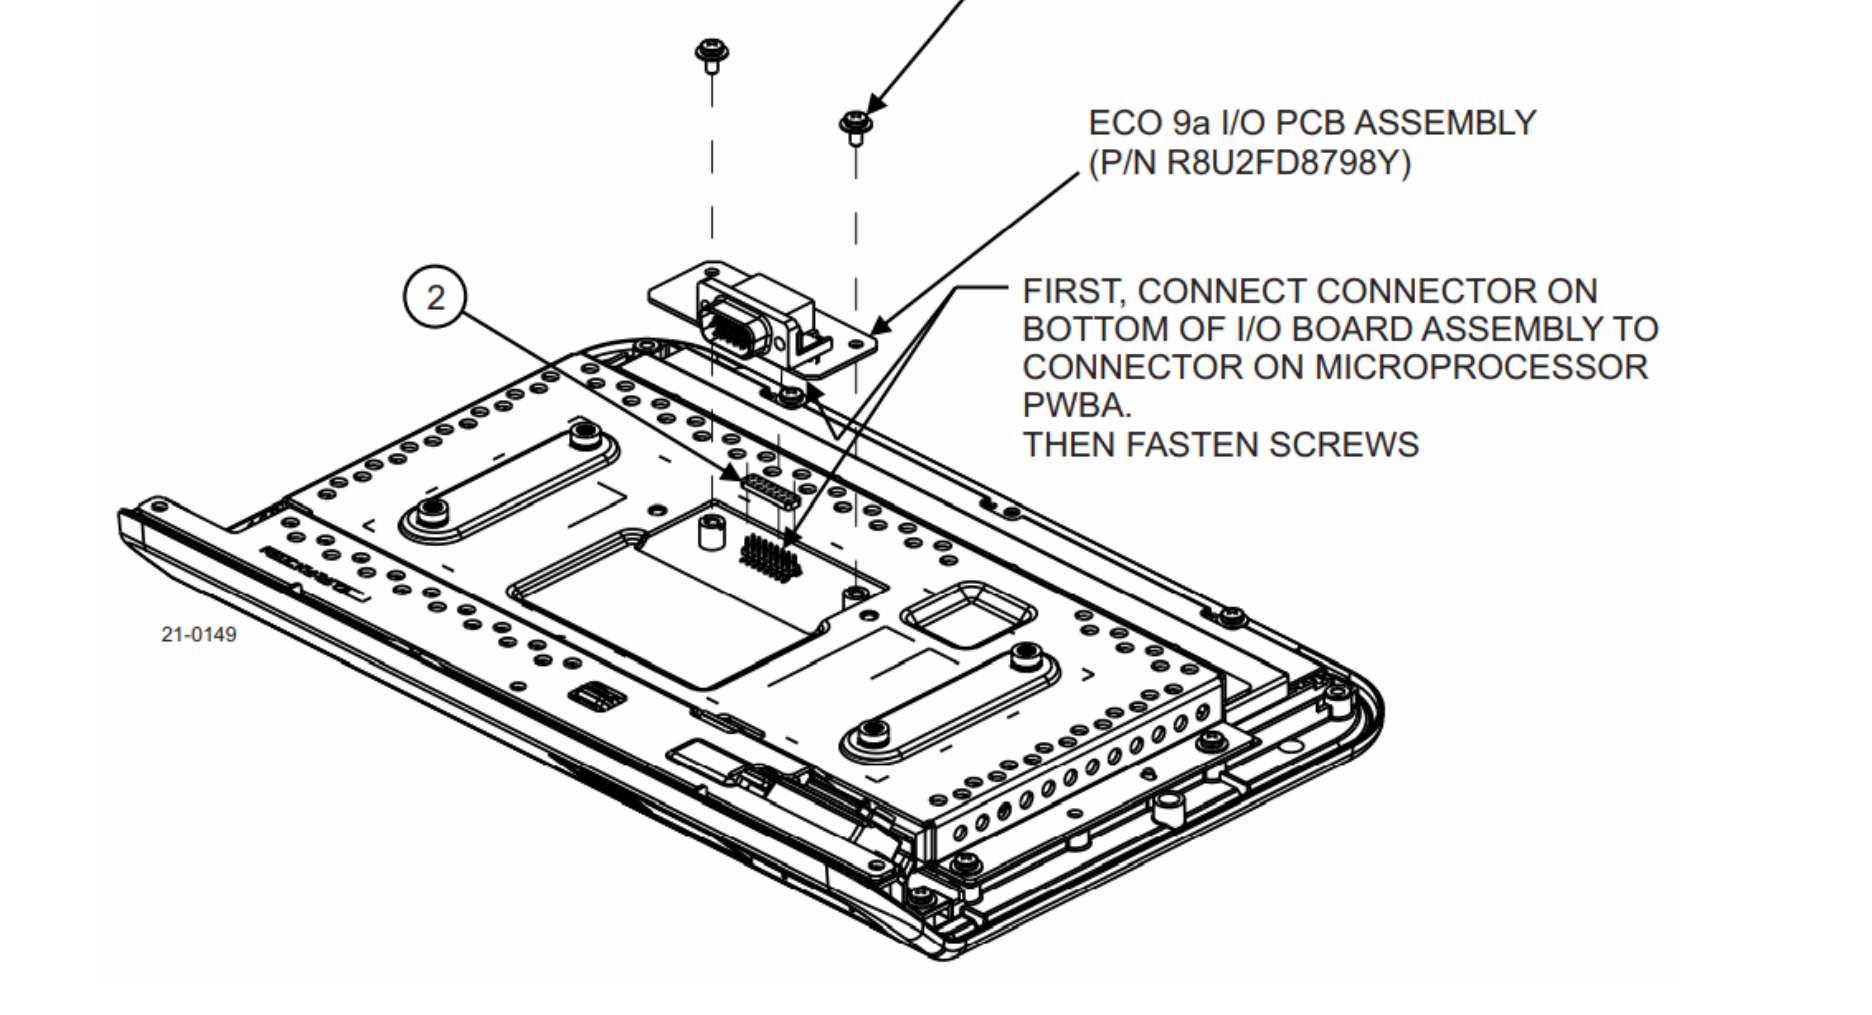 ECO 9a I/O PCB ASSEMBLY
(P/N R8U2FD8798Y)
2
FIRST, CONNECT CONNECTOR ON
BOTTOM OF I/O BOARD ASSEMBLY TO
CONNECTOR ON MICROPROCESSOR
PWBA.
THEN FASTEN SCREWS
21-0149